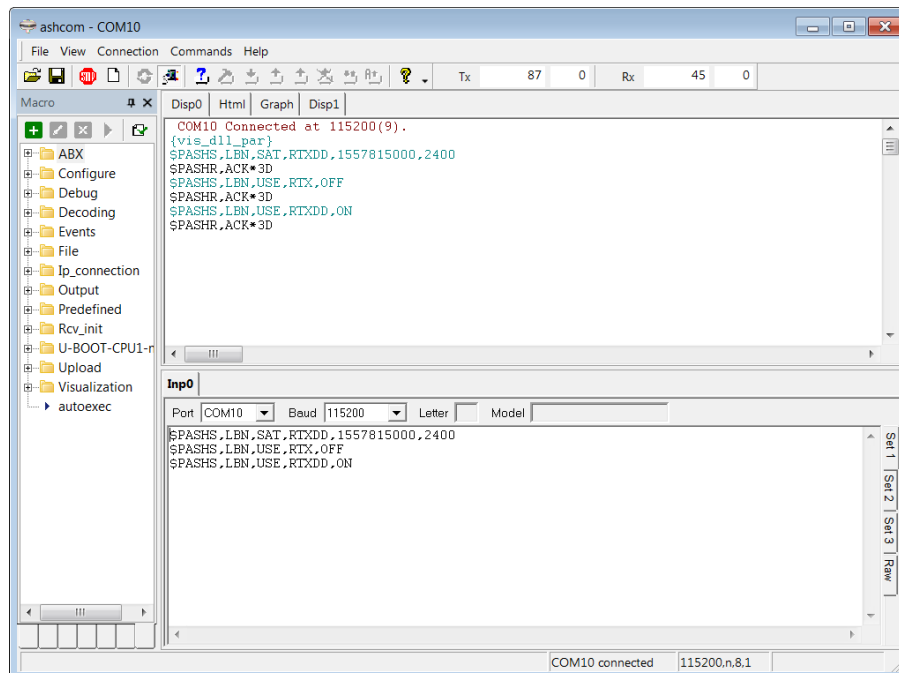 ashcom - COM10
File View Connection Commands Help
Tx 87 0 Rx 45 0
Macro
Disp0 Html Graph Disp1
ABX
Configure
Debug
Decoding
Events
File
Ip_connection
Output
Predefined
Rcv_init
U-BOOT-CPU1-r
Upload
Visualization
autoexec
COM10 Connected at 115200(9).
{vis_dll_par}
$PASHS,LBN,SAT,RTXDD,1557815000,2400
$PASHR,ACK*3D
$PASHS,LBN,USE,RTX,OFF
$PASHR,ACK*3D
$PASHS,LBN,USE,RTXDD,ON
$PASHR,ACK*3D
Inp0
Port COM10 Baud 115200 Letter Model
$PASHS,LBN,SAT,RTXDD,1557815000,2400
$PASHS,LBN,USE,RTX,OFF
$PASHS,LBN,USE,RTXDD,ON
Set 1
Set 2
Set 3
Raw
COM10 connected 115200,n,8,1